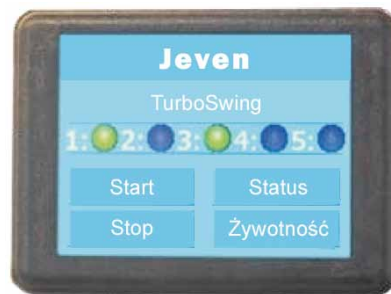 Jeven
TurboSwing
1: 2: 3: 4: 5:
Start Status
Stop Żywotność